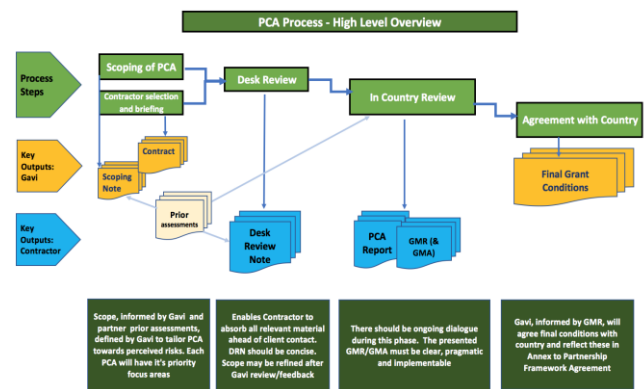 PCA Process - High Level Overview
Process
Steps
Scoping of PCA
Contractor selection
and briefing
Desk Review
In Country Review
Agreement with Country
Key
Outputs:
Gavi
Contract
Scoping
Note
Prior
assessments
Final Grant
Conditions
Key
Outputs:
Contractor
Desk
Review
Note
PCA
Report
GMR (&
GMA)
Scope, informed by Gavi and
partner prior assessments,
defined by Gavi to tailor PCA
towards perceived risks. Each
PCA will have it's priority
focus areas
Enables Contractor to
absorb all relevant material
ahead of client contact.
DRN should be concise.
Scope may be refined after
Gavi review/feedback
There should be ongoing dialogue
during this phase. The presented
GMR/GMA must be clear, pragmatic
and implementable
Gavi, informed by GMR, will
agree final conditions with
country and reflect these in
Annex to Partnership
Framework Agreement